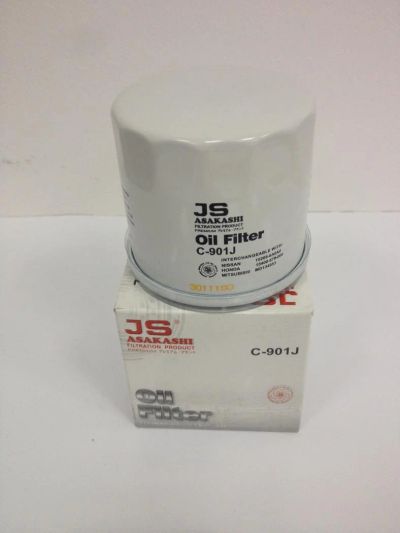 JS
ASAKASHI
FILTRATION PRODUCT
Oil Filter
C-901J
INTERCHANGEABLE WITH
NISSAN
HONDA
MITSUBISHI
JS
ASAKASHI
FILTRATION PRODUCT
C-901J
Oil
Filter